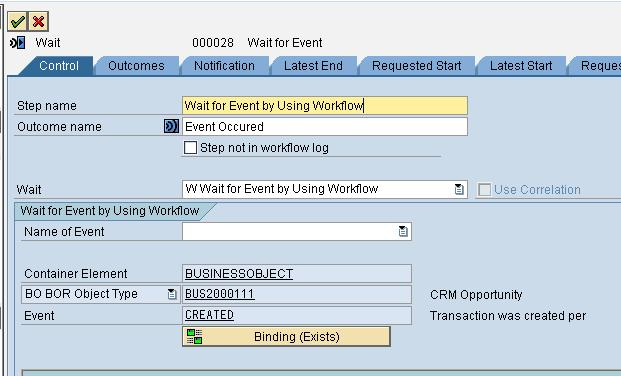 Wait 000028 Wait for Event
Control Outcomes Notification Latest End Requested Start Latest Start Reques
Step name Wait for Event by Using Workflow
Outcome name Event Occured
Step not in workflow log
Wait W Wait for Event by Using Workflow Use Correlation
Wait for Event by Using Workflow
Name of Event
Container Element BUSINESSOBJECT
BO BOR Object Type BUS2000111 CRM Opportunity
Event CREATED Transaction was created per
Binding (Exists)